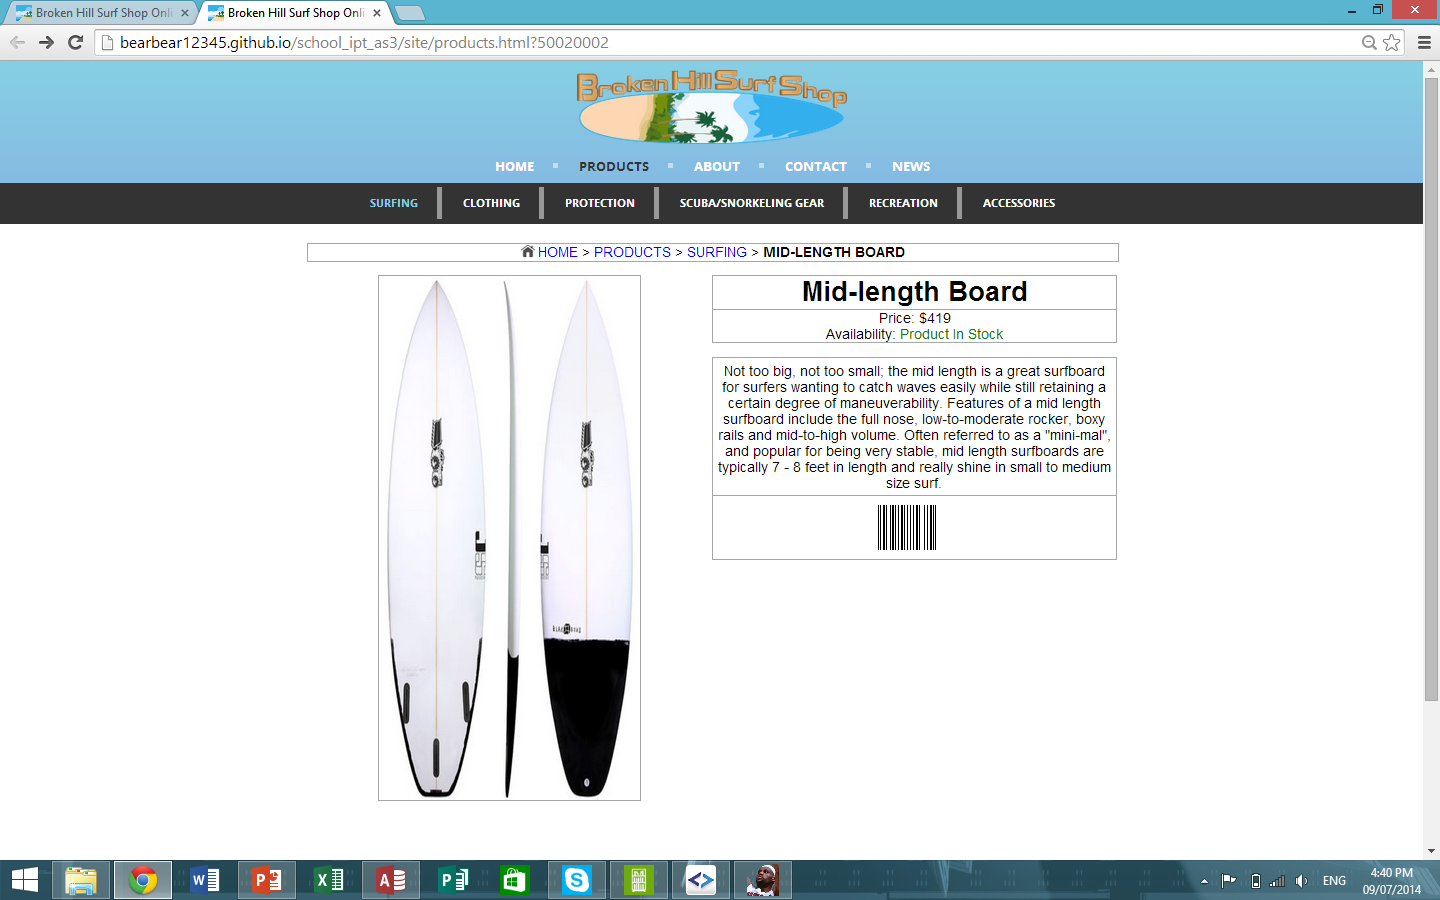 Broken Hill Surf Shop Onli
Broken Hill Surf Shop Onli
bearbear12345.github.io/school_ipt_as3/site/products.html?50020002
Broken Hill Surf Shop
HOME PRODUCTS ABOUT CONTACT NEWS
SURFING CLOTHING PROTECTION SCUBA/SNORKELING GEAR RECREATION ACCESSORIES
HOME > PRODUCTS > SURFING > MID-LENGTH BOARD
Mid-length Board
Price: $419
Availability: Product In Stock
Not too big, not too small; the mid length is a great surfboard
for surfers wanting to catch waves easily while still retaining a
certain degree of maneuverability. Features of a mid length
surfboard include the full nose, low-to-moderate rocker, boxy
rails and mid-to-high volume. Often referred to as a "mini-mal",
and popular for being very stable, mid length surfboards are
typically 7 - 8 feet in length and really shine in small to medium
size surf.
ENG
4:40 PM
09/07/2014